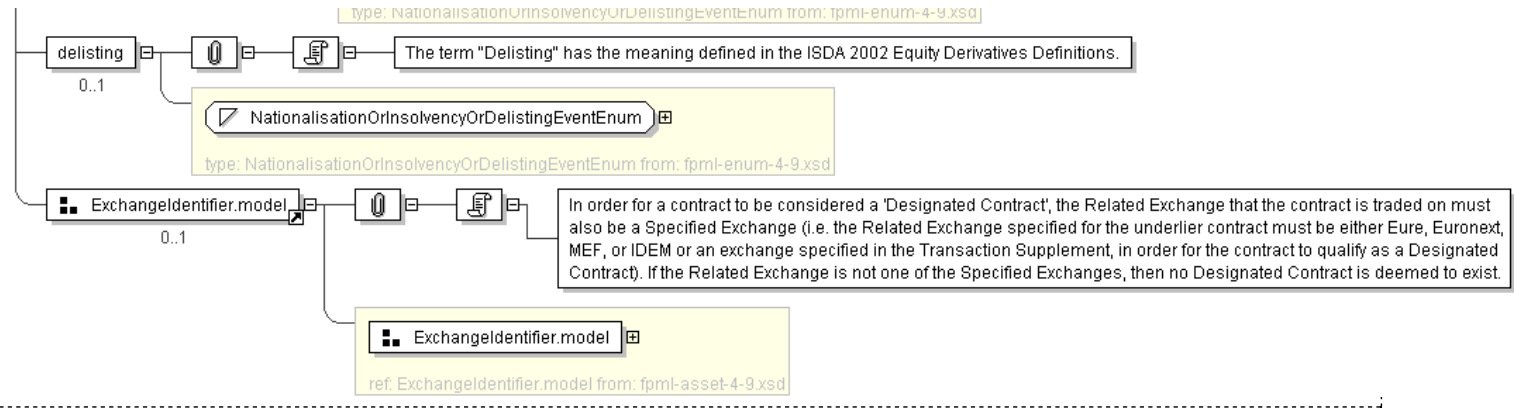 type: NationalisationOrInsolvencyOrDelistingEventEnum from: fpml-enum-4-9.xsd
delisting
The term "Delisting" has the meaning defined in the ISDA 2002 Equity Derivatives Definitions.
0..1
NationalisationOrInsolvencyOrDelistingEventEnum
type: NationalisationOrInsolvencyOrDelistingEventEnum from: fpml-enum-4-9.xsd
ExchangeIdentifier.model
0..1
In order for a contract to be considered a 'Designated Contract', the Related Exchange that the contract is traded on must
also be a Specified Exchange (i.e. the Related Exchange specified for the underlier contract must be either Eure, Euronext,
MEF, or IDEM or an exchange specified in the Transaction Supplement, in order for the contract to qualify as a Designated
Contract). If the Related Exchange is not one of the Specified Exchanges, then no Designated Contract is deemed to exist.
ExchangeIdentifier.model
ref: ExchangeIdentifier.model from: fpml-asset-4-9.xsd